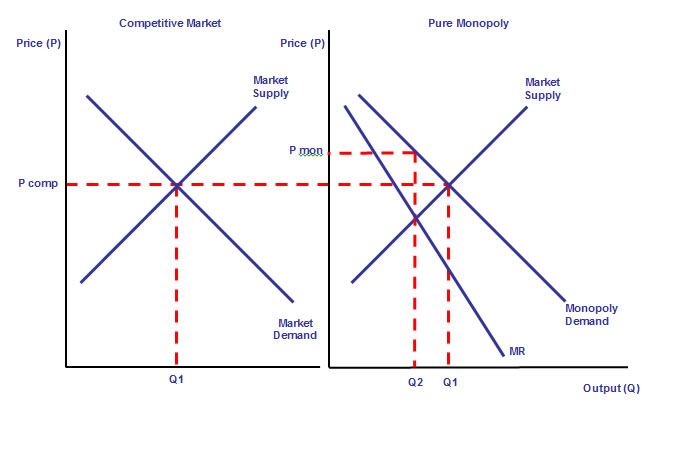 Competitive Market
Pure Monopoly
Price (P)
Price (P)
Market
Supply
Market
Supply
P mon
P comp
Market
Demand
Monopoly
Demand
MR
Q1
Q2
Q1
Output (Q)